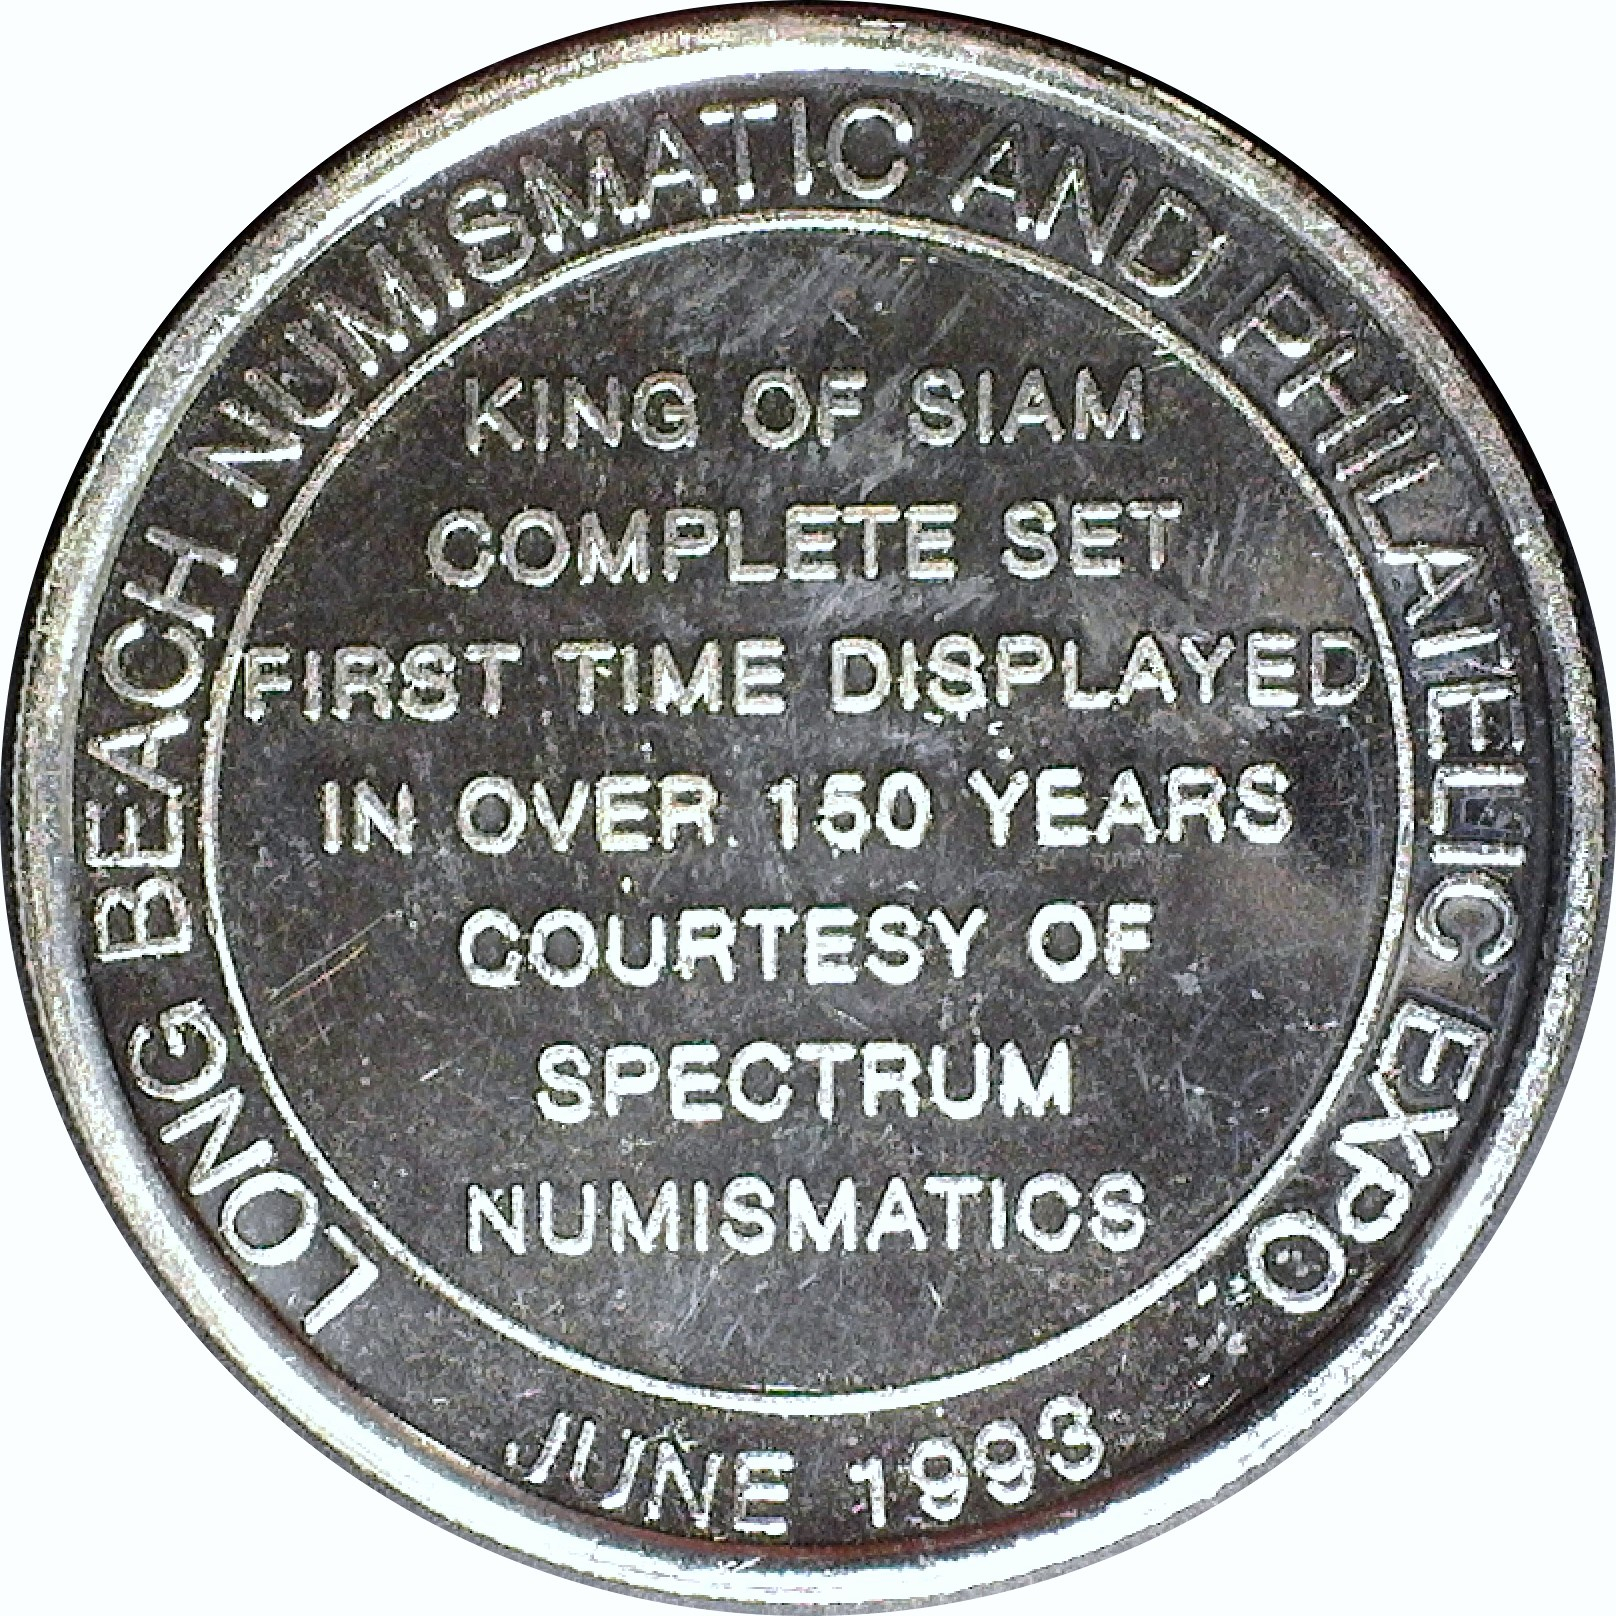 LONG BEACH NUMISMATIC AND PHILATELIC EXPO
KING OF SIAM
COMPLETE SET
FIRST TIME DISPLAYED
IN OVER 150 YEARS
COURTESY OF
SPECTRUM
NUMISMATICS
JUNE 1993